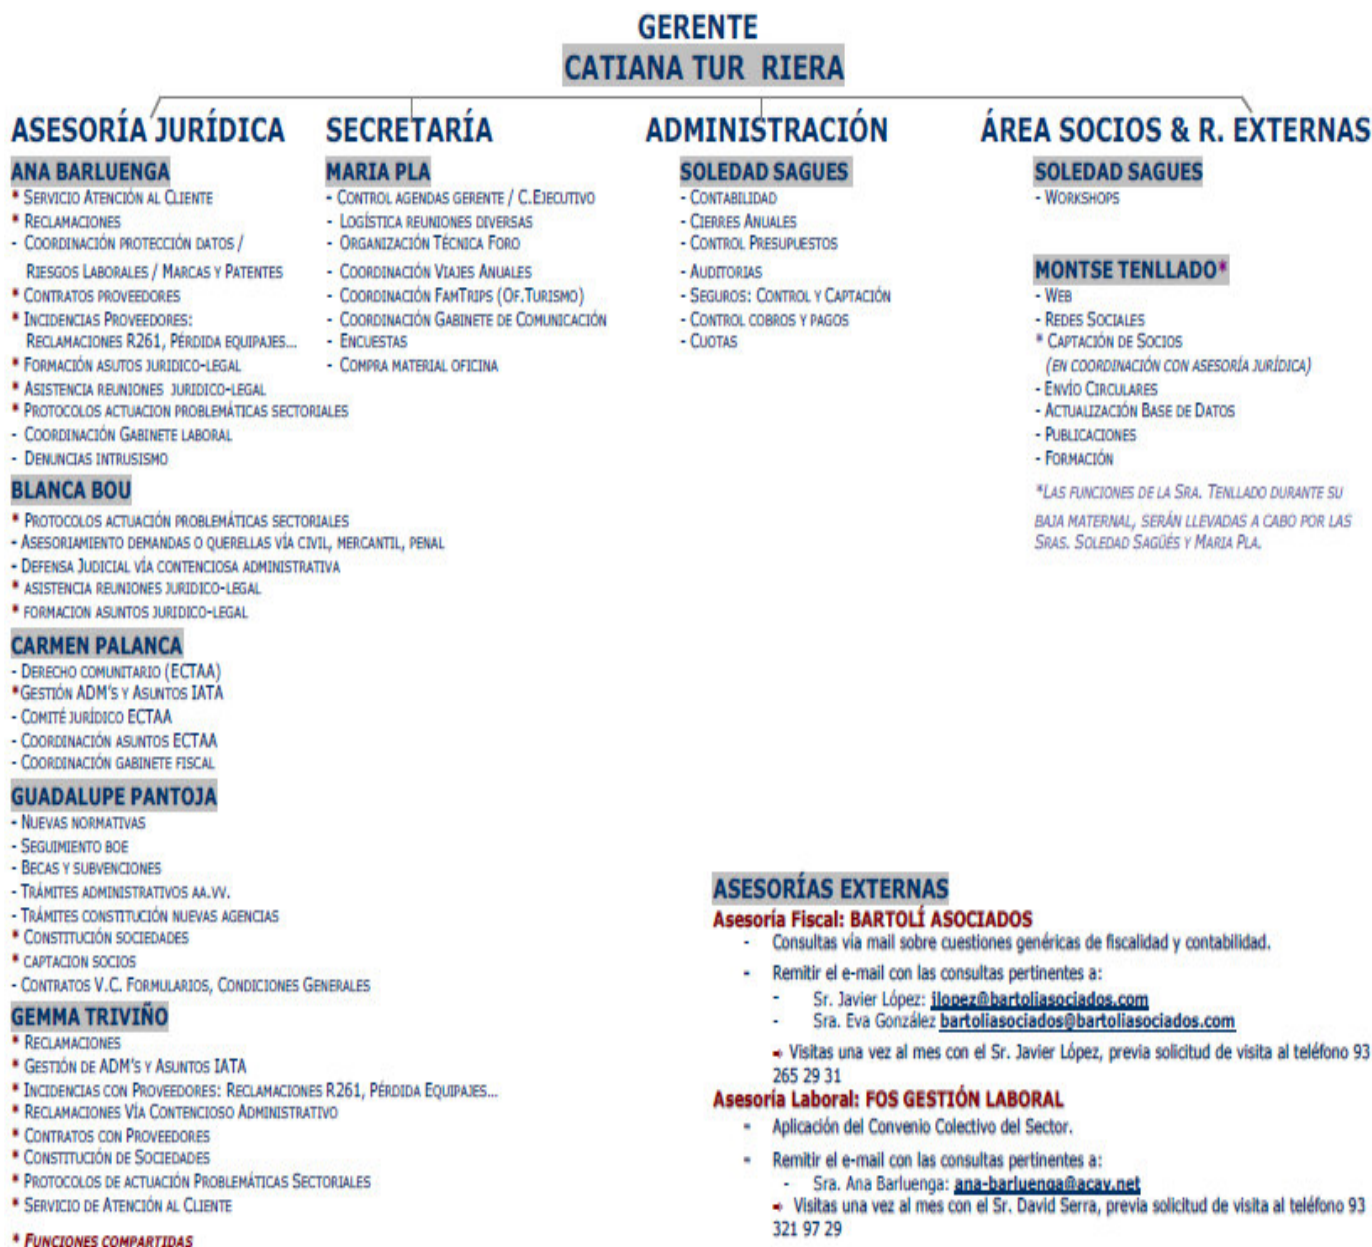 GERENTE
CATIANA TUR RIERA
ASESORÍA JURÍDICA
ANA BARLUENGA
* SERVICIO ATENCIÓN AL CLIENTE
* RECLAMACIONES
- COORDINACIÓN PROTECCIÓN DATOS /
RIESGOS LABORALES / MARCAS Y PATENTES
* CONTRATOS PROVEEDORES
* INCIDENCIAS PROVEEDORES:
RECLAMACIONES R261, PÉRDIDA EQUIPAJES...
* FORMACIÓN ASUTOS JURIDICO-LEGAL
* ASISTENCIA REUNIONES JURIDICO-LEGAL
* PROTOCOLOS ACTUACION PROBLEMÁTICAS SECTORIALES
- COORDINACIÓN GABINETE LABORAL
- DENUNCIAS INTRUSISMO
BLANCA BOU
* PROTOCOLOS ACTUACIÓN PROBLEMÁTICAS SECTORIALES
- ASESORIAMIENTO DEMANDAS O QUERELLAS VÍA CIVIL, MERCANTIL, PENAL
- DEFENSA JUDICIAL VÍA CONTENCIOSA ADMINISTRATIVA
* ASISTENCIA REUNIONES JURIDICO-LEGAL
* FORMACION ASUNTOS JURIDICO-LEGAL
CARMEN PALANCA
- DERECHO COMUNITARIO (ECTAA)
*GESTIÓN ADM'S Y ASUNTOS IATA
- COMITÉ JURÍDICO ECTAA
- COORDINACIÓN ASUNTOS ECTAA
- COORDINACIÓN GABINETE FISCAL
GUADALUPE PANTOJA
- NUEVAS NORMATIVAS
- SEGUIMIENTO BOE
- BECAS Y SUBVENCIONES
- TRÁMITES ADMINISTRATIVOS AA.VV.
- TRÁMITES CONSTITUCIÓN NUEVAS AGENCIAS
* CONSTITUCIÓN SOCIEDADES
* CAPTACION SOCIOS
- CONTRATOS V.C. FORMULARIOS, CONDICIONES GENERALES
GEMMA TRIVIÑO
* RECLAMACIONES
* GESTIÓN DE ADM'S Y ASUNTOS IATA
* INCIDENCIAS CON PROVEEDORES: RECLAMACIONES R261, PÉRDIDA EQUIPAJES...
* RECLAMACIONES VÍA CONTENCIOSO ADMINISTRATIVO
* CONTRATOS CON PROVEEDORES
* CONSTITUCIÓN DE SOCIEDADES
* PROTOCOLOS DE ACTUACIÓN PROBLEMÁTICAS SECTORIALES
* SERVICIO DE ATENCIÓN AL CLIENTE
* FUNCIONES COMPARTIDAS
SECRETARÍA
MARIA PLA
- CONTROL AGENDAS GERENTE / C.EJECUTIVO
- LOGÍSTICA REUNIONES DIVERSAS
- ORGANIZACIÓN TÉCNICA FORO
- COORDINACIÓN VIAJES ANUALES
- COORDINACIÓN FAMTRIPS (OF.TURISMO)
- COORDINACIÓN GABINETE DE COMUNICACIÓN
- ENCUESTAS
- COMPRA MATERIAL OFICINA
ADMINISTRACIÓN
SOLEDAD SAGUES
- CONTABILIDAD
- CIERRES ANUALES
- CONTROL PRESUPUESTOS
- AUDITORIAS
- SEGUROS: CONTROL Y CAPTACIÓN
- CONTROL COBROS Y PAGOS
- CUOTAS
ÁREA SOCIOS & R. EXTERNAS
SOLEDAD SAGUES
- WORKSHOPS
MONTSE TENLLADO*
- WEB
- REDES SOCIALES
* CAPTACIÓN DE SOCIOS
(EN COORDINACIÓN CON ASESORÍA JURÍDICA)
- ENVÍO CIRCULARES
- ACTUALIZACIÓN BASE DE DATOS
- PUBLICACIONES
- FORMACIÓN
*LAS FUNCIONES DE LA SRA. TENLLADO DURANTE SU
BAJA MATERNAL, SERÁN LLEVADAS A CABO POR LAS
SRAS. SOLEDAD SAGÜÉS Y MARIA PLA.
ASESORÍAS EXTERNAS
Asesoría Fiscal: BARTOLÍ ASOCIADOS
- Consultas vía mail sobre cuestiones genéricas de fiscalidad y contabilidad.
- Remitir el e-mail con las consultas pertinentes a:
- Sr. Javier López: jlopez@bartoliasociados.com
- Sra. Eva González bartoliasociados@bartoliasociados.com
→ Visitas una vez al mes con el Sr. Javier López, previa solicitud de visita al teléfono 93
265 29 31
Asesoría Laboral: FOS GESTIÓN LABORAL
- Aplicación del Convenio Colectivo del Sector.
- Remitir el e-mail con las consultas pertinentes a:
- Sra. Ana Barluenga: ana-barluenga@acav.net
→ Visitas una vez al mes con el Sr. David Serra, previa solicitud de visita al teléfono 93
321 97 29